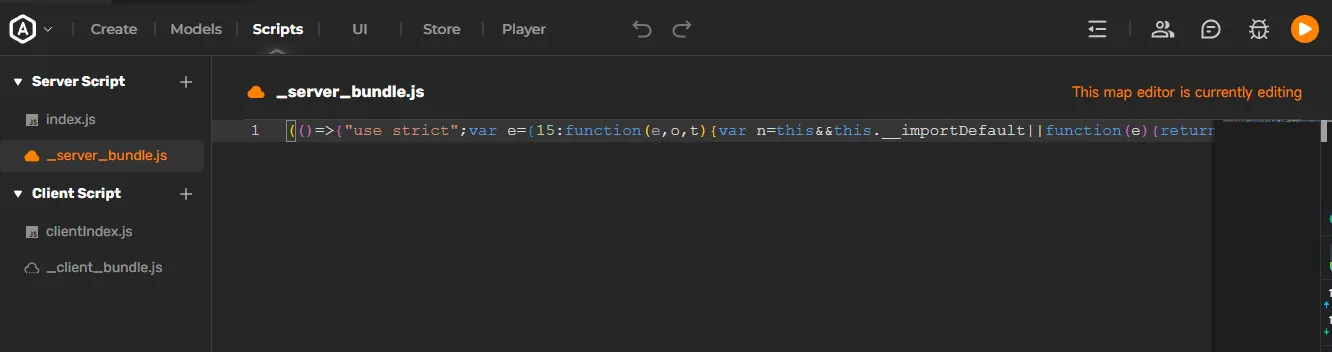 Create Models Scripts UI Store Player
Server Script
index.js
_server_bundle.js
Client Script
clientIndex.js
_client_bundle.js
_server_bundle.js
This map editor is currently editing
1 (()=>{"use strict";var e={15:function(e,o,t){var n=this&&this.__importDefault||function(e){return